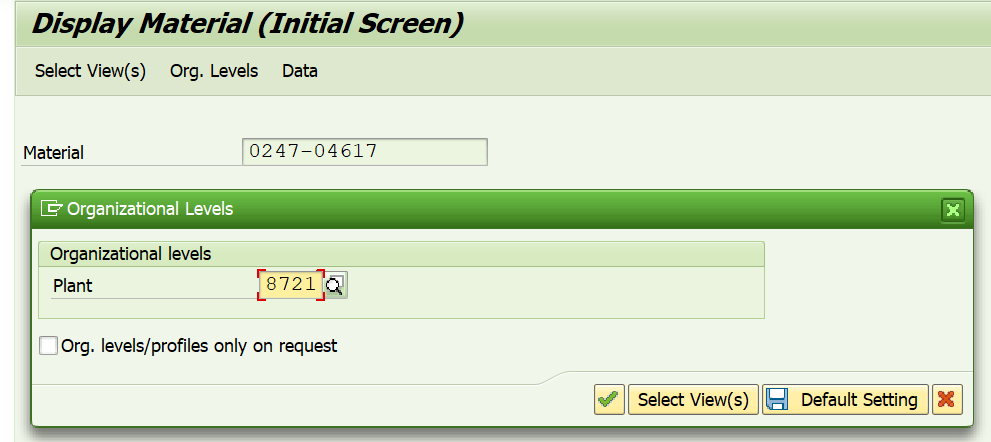 Display Material (Initial Screen)
Select View(s) Org. Levels Data
Material 0247-04617
Organizational Levels
Organizational levels
Plant 8721
Org. levels/profiles only on request
Select View(s) Default Setting